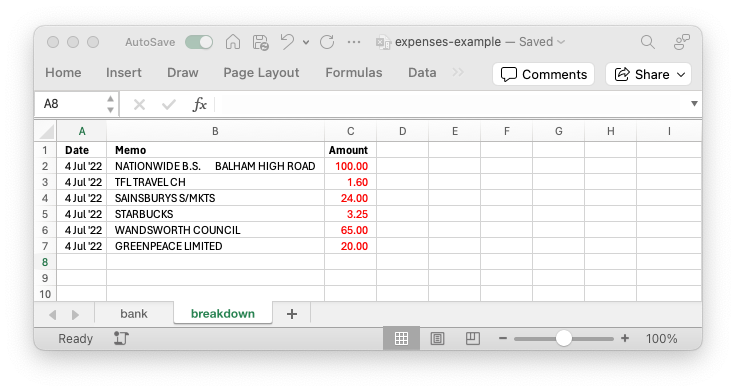 AutoSave expenses-example — Saved
Home Insert Draw Page Layout Formulas Data Comments Share
A8 fx
A B C D E F G H I
1 Date Memo Amount
2 4 Jul '22 NATIONWIDE B.S. BALHAM HIGH ROAD 100.00
3 4 Jul '22 TFL TRAVEL CH 1.60
4 4 Jul '22 SAINSBURYS S/MKTS 24.00
5 4 Jul '22 STARBUCKS 3.25
6 4 Jul '22 WANDSWORTH COUNCIL 65.00
7 4 Jul '22 GREENPEACE LIMITED 20.00
8
9
10
bank breakdown +
Ready 100%